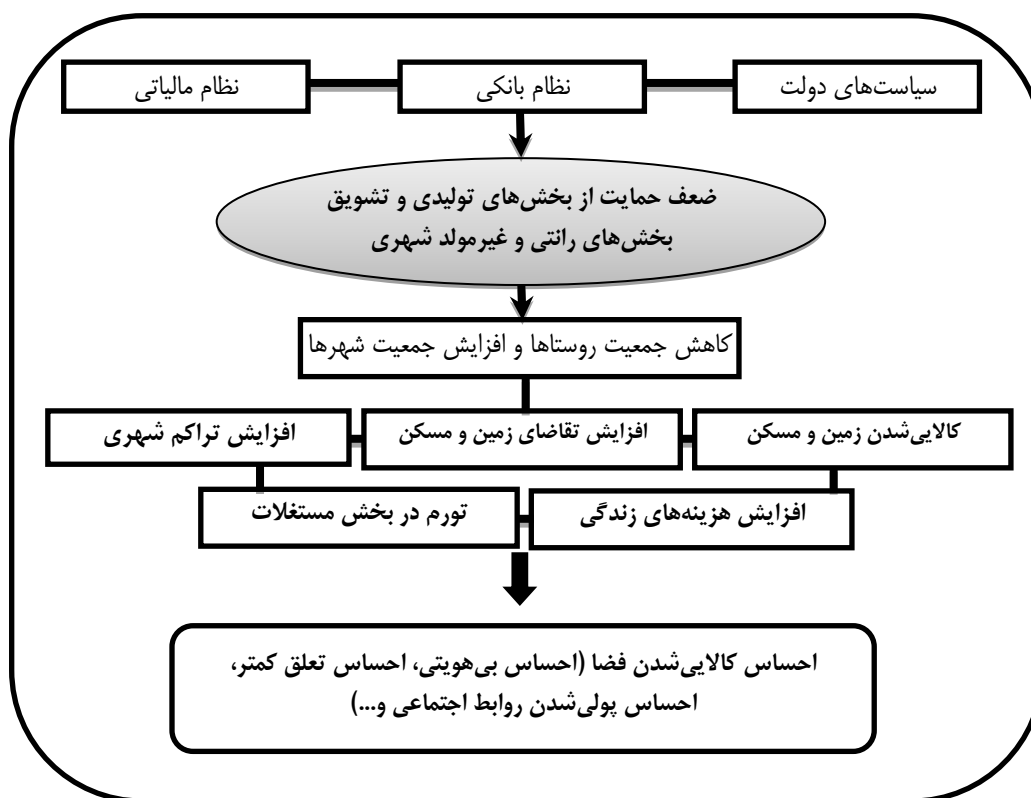 سیاست‌های دولت
نظام بانکی
نظام مالیاتی
ضعف حمایت از بخش‌های تولیدی و تشویق
بخش‌های رانتی و غیرمولد شهری
کاهش جمعیت روستاها و افزایش جمعیت شهرها
کالایی‌شدن زمین و مسکن
افزایش تقاضای زمین و مسکن
افزایش تراکم شهری
افزایش هزینه‌های زندگی
تورم در بخش مستغلات
احساس کالایی‌شدن فضا (احساس بی‌هویتی، احساس تعلق کمتر،
احساس پولی‌شدن روابط اجتماعی و...)